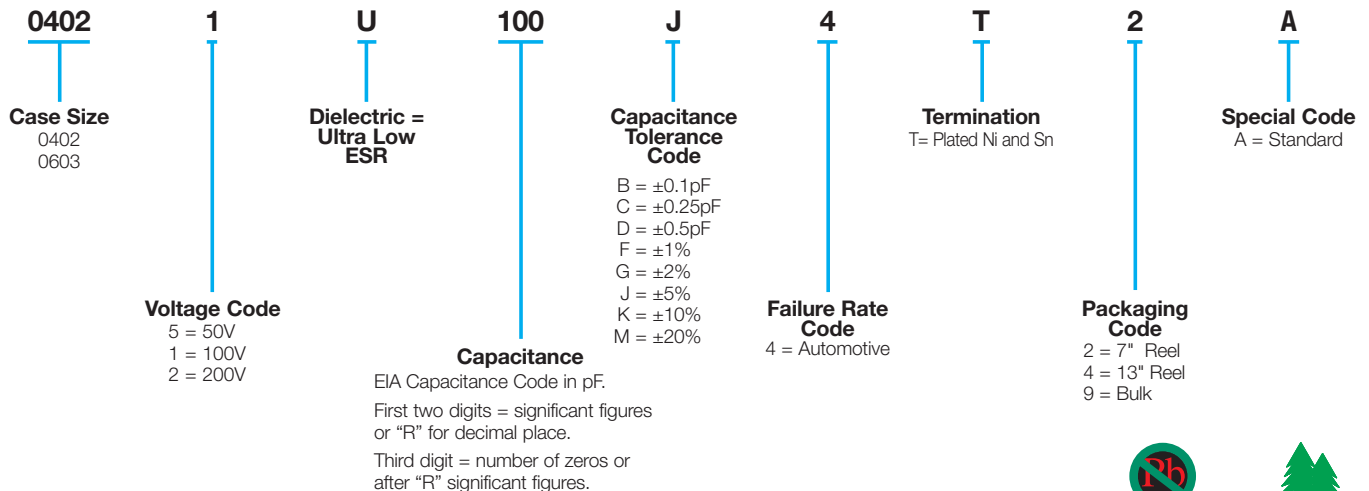 0402 1 U 100 J 4 T 2 A
Case Size
0402
0603
Voltage Code
5 = 50V
1 = 100V
2 = 200V
Dielectric =
Ultra Low
ESR
Capacitance
EIA Capacitance Code in pF.
First two digits = significant figures
or “R” for decimal place.
Third digit = number of zeros or
after “R” significant figures.
Capacitance
Tolerance
Code
B = ±0.1pF
C = ±0.25pF
D = ±0.5pF
F = ±1%
G = ±2%
J = ±5%
K = ±10%
M = ±20%
Failure Rate
Code
4 = Automotive
Termination
T= Plated Ni and Sn
Packaging
Code
2 = 7" Reel
4 = 13" Reel
9 = Bulk
Special Code
A = Standard
Pb